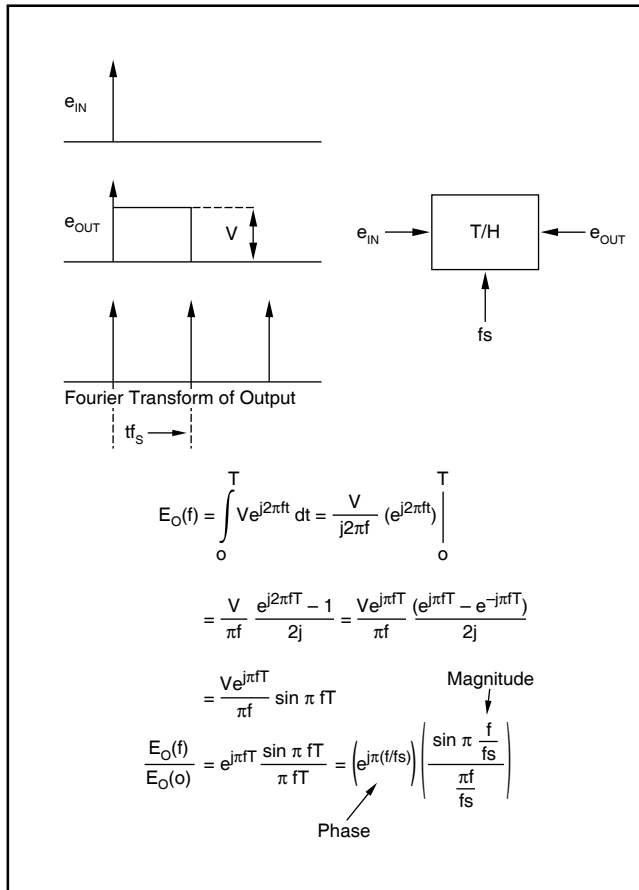 e_IN
e_OUT
V
e_IN T/H e_OUT
fs
Fourier Transform of Output
tf_S
E_O(f) = ∫_o^T Ve^{j2πft} dt = V/(j2πf) (e^{j2πft}) |_o^T
= V/(πf) (e^{j2πfT} – 1)/(2j) = Ve^{jπfT}/(πf) (e^{jπfT} – e^{–jπfT})/(2j)
= Ve^{jπfT}/(πf) sin π fT
Magnitude
E_O(f)/E_O(o) = e^{jπfT} (sin π fT)/(π fT) = (e^{jπ(f/fs)}) ((sin π f/fs)/(πf/fs))
Phase